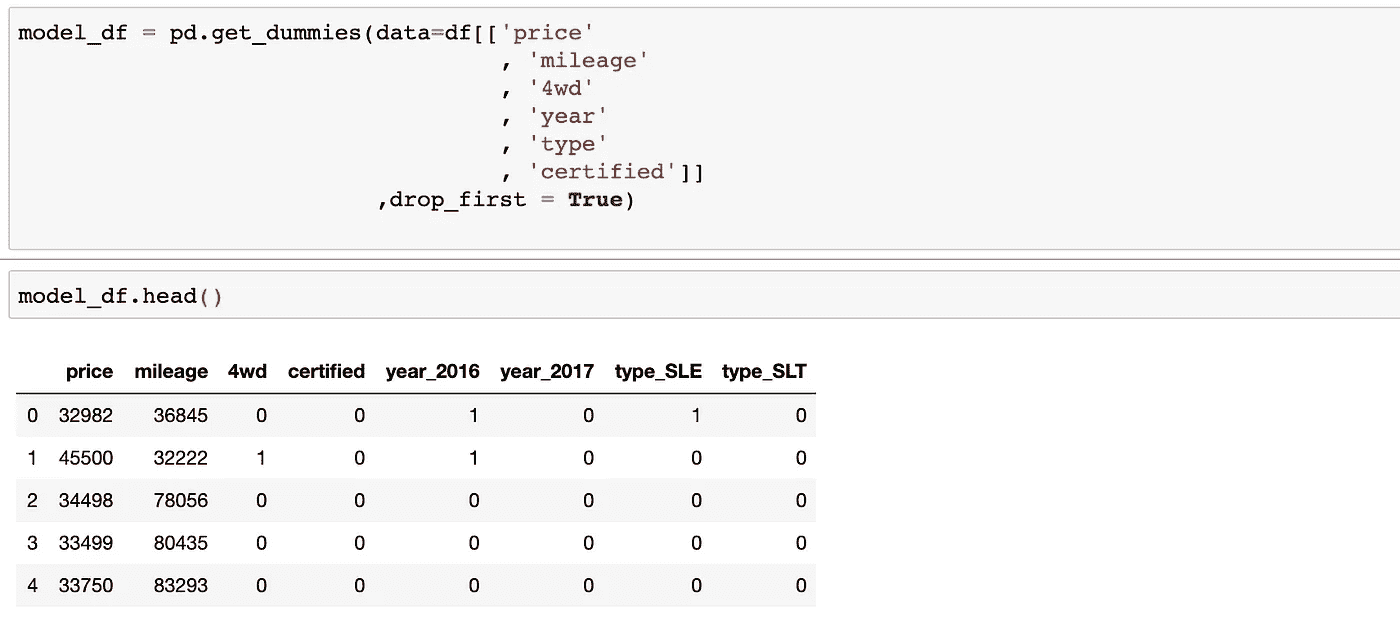 model_df = pd.get_dummies(data=df[['price'
, 'mileage'
, '4wd'
, 'year'
, 'type'
, 'certified']]
,drop_first = True)
model_df.head()
price mileage 4wd certified year_2016 year_2017 type_SLE type_SLT
0 32982 36845 0 0 1 0 1 0
1 45500 32222 1 0 1 0 0 0
2 34498 78056 0 0 0 0 0 0
3 33499 80435 0 0 0 0 0 0
4 33750 83293 0 0 0 0 0 0